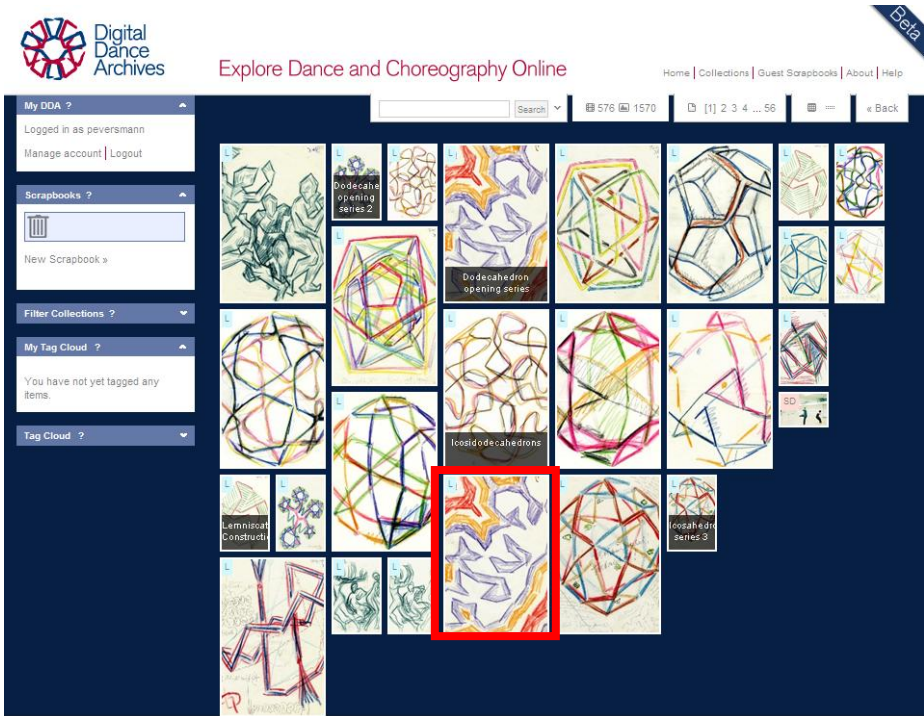 Digital
Dance
Archives
Explore Dance and Choreography Online
Beta
Home | Collections | Guest Scrapbooks | About | Help
My DDA ?
Search
576 1570
[1] 2 3 4 ... 56
« Back
Logged in as peversmann
Manage account | Logout
Scrapbooks ?
New Scrapbook »
Filter Collections ?
My Tag Cloud ?
You have not yet tagged any
items.
Tag Cloud ?
L
L
Dodecahe
opening
series 2
L
L
Dodecahedron
opening series
L
L
L
L
L
L
L
L
L
L
Icosidodecahedrons
L
L
L
SD
L
L
Lemniscat
Constructi
L
L
L
L
Icosahedro
series 3
L
L
L